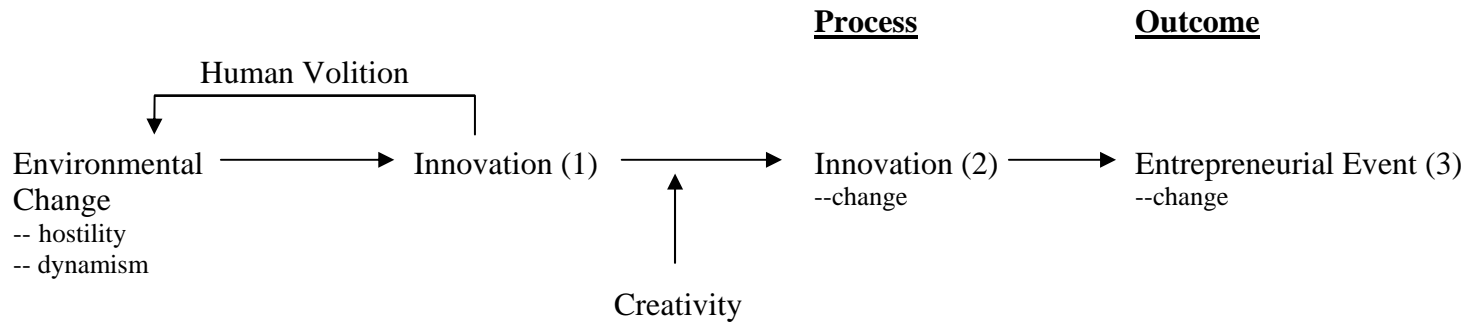 Process Outcome
Human Volition
Environmental Innovation (1) Innovation (2) Entrepreneurial Event (3)
Change --change --change
-- hostility
-- dynamism
Creativity